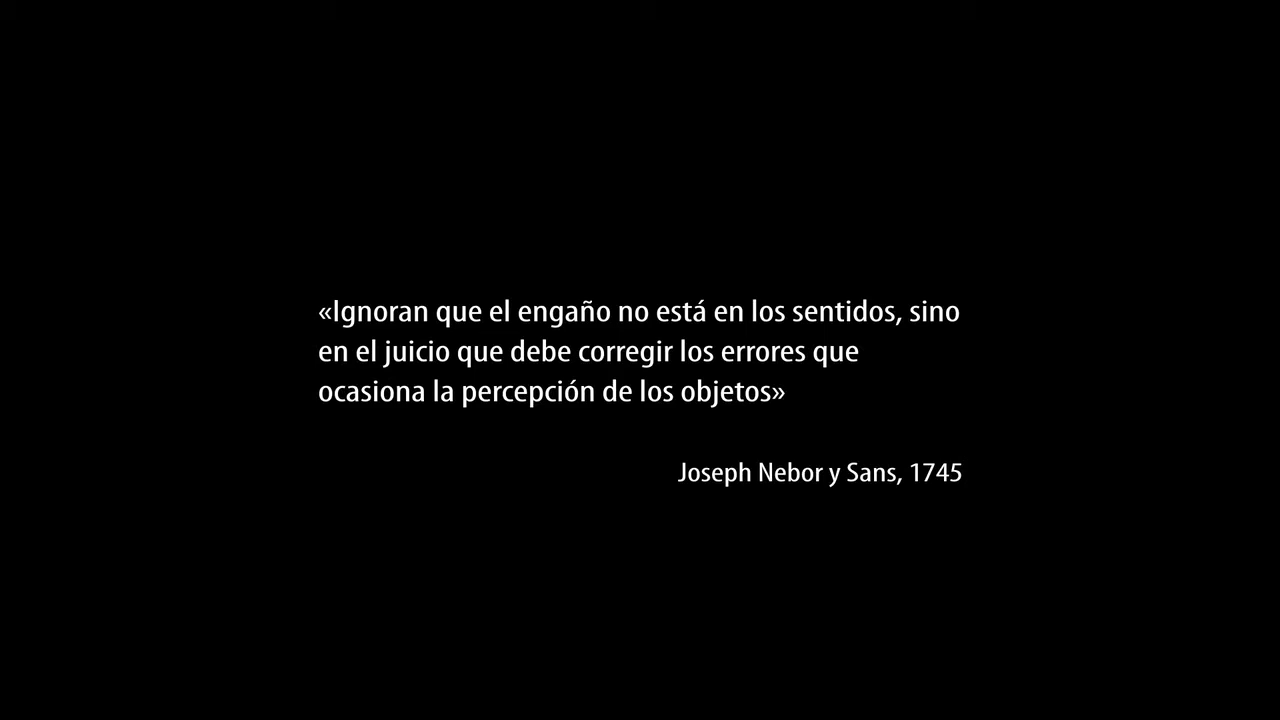 «Ignoran que el engaño no está en los sentidos, sino
en el juicio que debe corregir los errores que
ocasiona la percepción de los objetos»
Joseph Nebor y Sans, 1745